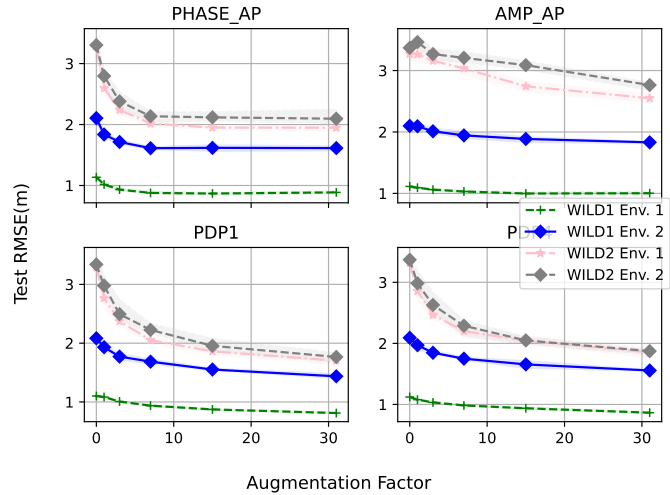 PHASE_AP
AMP_AP
3
2
1
3
2
1
Test RMSE(m)
PDP1
WILD1 Env. 1
WILD1 Env. 2
WILD2 Env. 1
WILD2 Env. 2
3
2
1
3
2
1
0 10 20 30
0 10 20 30
Augmentation Factor